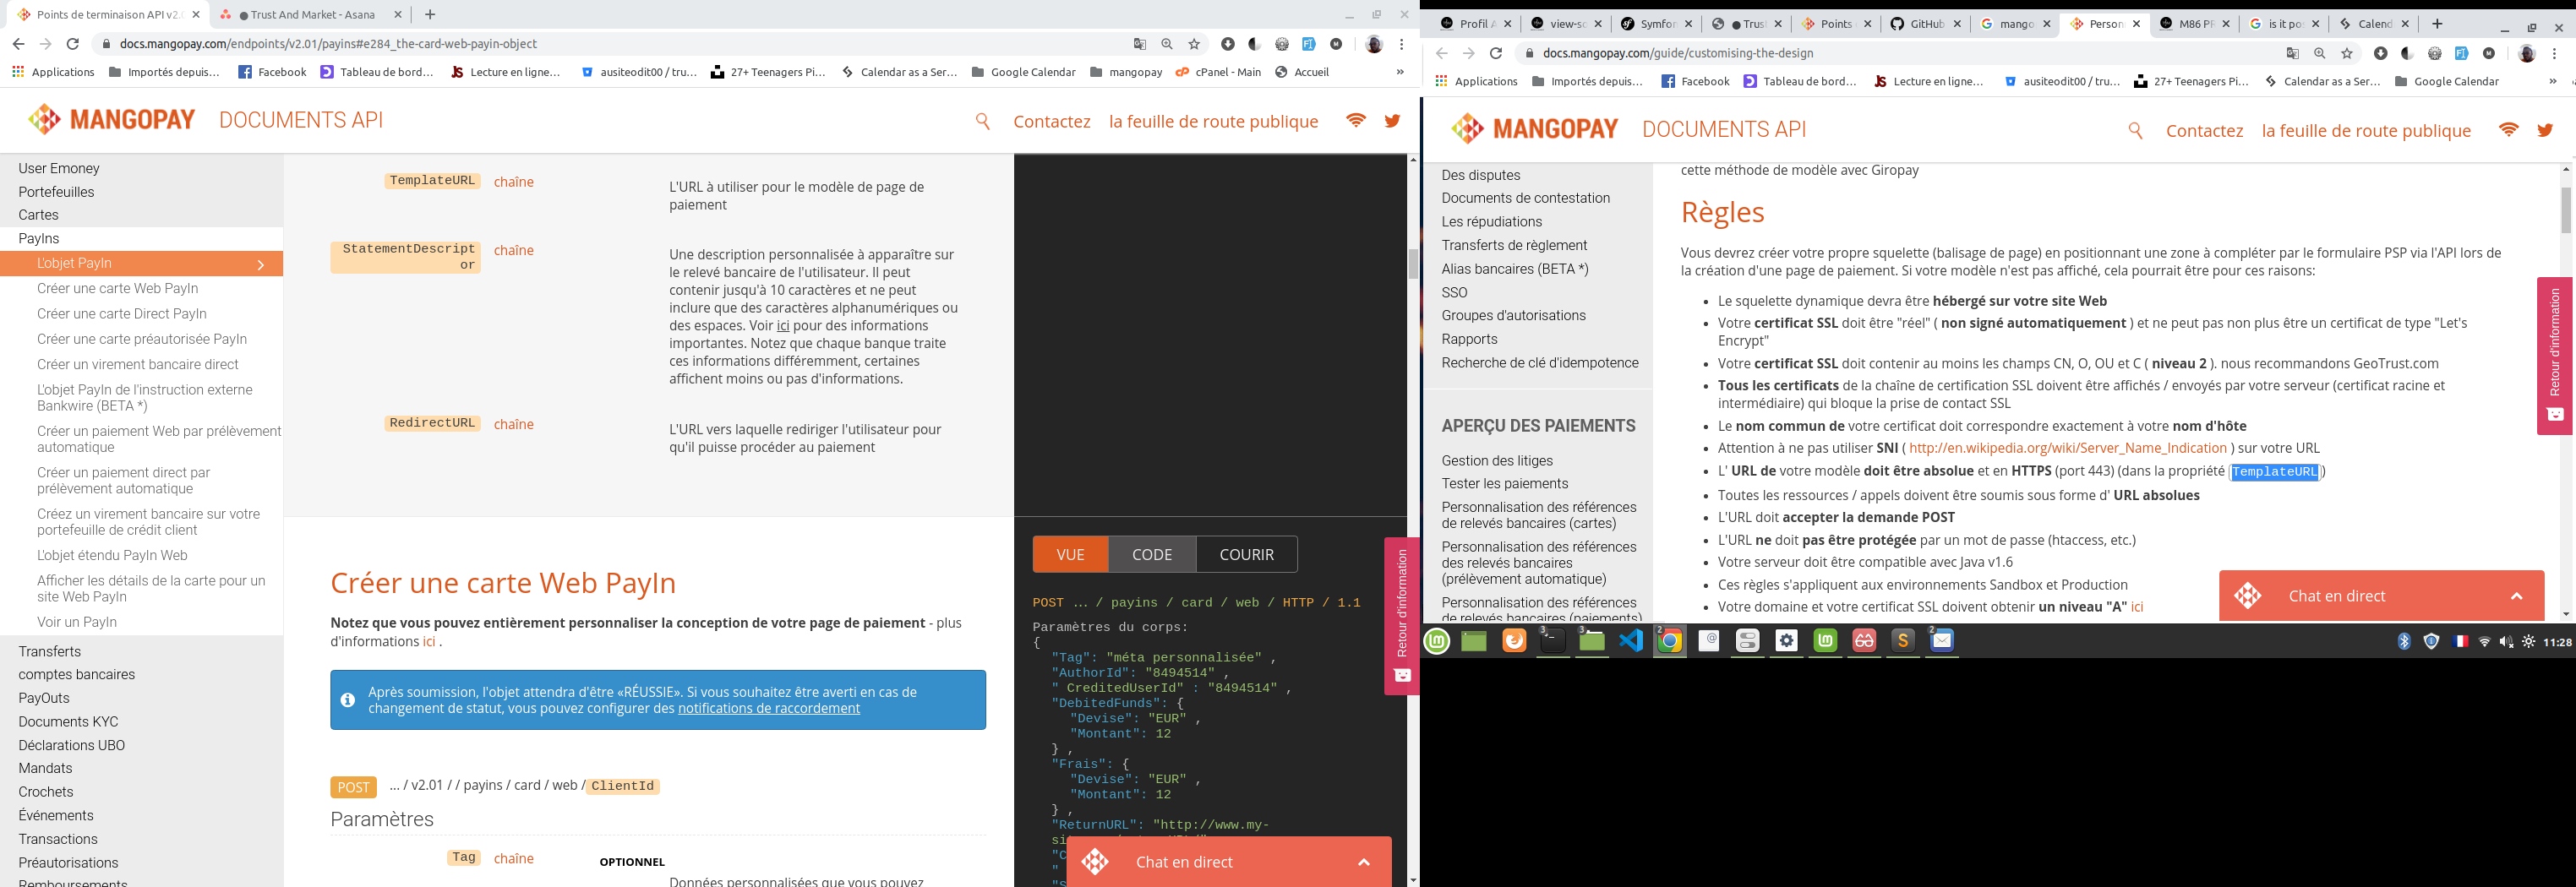 Points de terminaison API v2.0
Trust And Market - Asana
docs.mangopay.com/endpoints/v2.01/payins#e284_the-card-web-payin-object
Applications
Importés depuis…
Facebook
Tableau de bord…
Lecture en ligne…
ausiteodit00 / tru…
27+ Teenagers Pi…
Calendar as a Ser…
Google Calendar
mangopay
cPanel - Main
Accueil
»
MANGOPAY
DOCUMENTS API
Contactez
la feuille de route publique
User Emoney
Portefeuilles
Cartes
PayIns
L'objet PayIn
Créer une carte Web PayIn
Créer une carte Direct PayIn
Créer une carte préautorisée PayIn
Créer un virement bancaire direct
L'objet PayIn de l'instruction externe
Bankwire (BETA *)
Créer un paiement Web par prélèvement
automatique
Créer un paiement direct par
prélèvement automatique
Créez un virement bancaire sur votre
portefeuille de crédit client
L'objet étendu PayIn Web
Afficher les détails de la carte pour un
site Web PayIn
Voir un PayIn
Transferts
comptes bancaires
PayOuts
Documents KYC
Déclarations UBO
Mandats
Crochets
Événements
Transactions
Préautorisations
Remboursements
TemplateURL
chaîne
L'URL à utiliser pour le modèle de page de
paiement
StatementDescript
or
chaîne
Une description personnalisée à apparaître sur
le relevé bancaire de l'utilisateur. Il peut
contenir jusqu'à 10 caractères et ne peut
inclure que des caractères alphanumériques ou
des espaces. Voir ici pour des informations
importantes. Notez que chaque banque traite
ces informations différemment, certaines
affichent moins ou pas d'informations.
RedirectURL
chaîne
L'URL vers laquelle rediriger l'utilisateur pour
qu'il puisse procéder au paiement
Créer une carte Web PayIn
Notez que vous pouvez entièrement personnaliser la conception de votre page de paiement - plus
d'informations ici .
Après soumission, l'objet attendra d'être «RÉUSSIE». Si vous souhaitez être averti en cas de
changement de statut, vous pouvez configurer des notifications de raccordement
POST
... / v2.01 / / payins / card / web / ClientId
Paramètres
Tag
chaîne
OPTIONNEL
Données personnalisées que vous pouvez
VUE
CODE
COURIR
POST … / payins / card / web / HTTP / 1.1
Paramètres du corps:
{
"Tag": "méta personnalisée" ,
"AuthorId": "8494514" ,
" CreditedUserId" : "8494514" ,
"DebitedFunds": {
"Devise": "EUR" ,
"Montant": 12
} ,
"Frais": {
"Devise": "EUR" ,
"Montant": 12
} ,
"ReturnURL": "http://www.my-
Retour d'information
Chat en direct
Profil A
view-so
Symfon
Trust
Points
GitHub
mango
Person
M86 PR
is it po
Calend
docs.mangopay.com/guide/customising-the-design
Applications
Importés depuis…
Facebook
Tableau de bord…
Lecture en ligne…
ausiteodit00 / tru…
27+ Teenagers Pi…
Calendar as a Ser…
Google Calendar
»
MANGOPAY
DOCUMENTS API
Contactez
la feuille de route publique
Des disputes
Documents de contestation
Les répudiations
Transferts de règlement
Alias bancaires (BETA *)
SSO
Groupes d'autorisations
Rapports
Recherche de clé d'idempotence
APERÇU DES PAIEMENTS
Gestion des litiges
Tester les paiements
Personnalisation des références
de relevés bancaires (cartes)
Personnalisation des références
des relevés bancaires
(prélèvement automatique)
Personnalisation des références
de relevés bancaires (paiements)
cette méthode de modèle avec Giropay
Règles
Vous devrez créer votre propre squelette (balisage de page) en positionnant une zone à compléter par le formulaire PSP via l'API lors de
la création d'une page de paiement. Si votre modèle n'est pas affiché, cela pourrait être pour ces raisons:
• Le squelette dynamique devra être hébergé sur votre site Web
• Votre certificat SSL doit être "réel" ( non signé automatiquement ) et ne peut pas non plus être un certificat de type "Let's
Encrypt"
• Votre certificat SSL doit contenir au moins les champs CN, O, OU et C ( niveau 2 ). nous recommandons GeoTrust.com
• Tous les certificats de la chaîne de certification SSL doivent être affichés / envoyés par votre serveur (certificat racine et
intermédiaire) qui bloque la prise de contact SSL
• Le nom commun de votre certificat doit correspondre exactement à votre nom d'hôte
• Attention à ne pas utiliser SNI ( http://en.wikipedia.org/wiki/Server_Name_Indication ) sur votre URL
• L' URL de votre modèle doit être absolue et en HTTPS (port 443) (dans la propriété TemplateURL)
• Toutes les ressources / appels doivent être soumis sous forme d' URL absolues
• L'URL doit accepter la demande POST
• L'URL ne doit pas être protégée par un mot de passe (htaccess, etc.)
• Votre serveur doit être compatible avec Java v1.6
• Ces règles s'appliquent aux environnements Sandbox et Production
• Votre domaine et votre certificat SSL doivent obtenir un niveau "A" ici
Retour d'information
Chat en direct
11:28